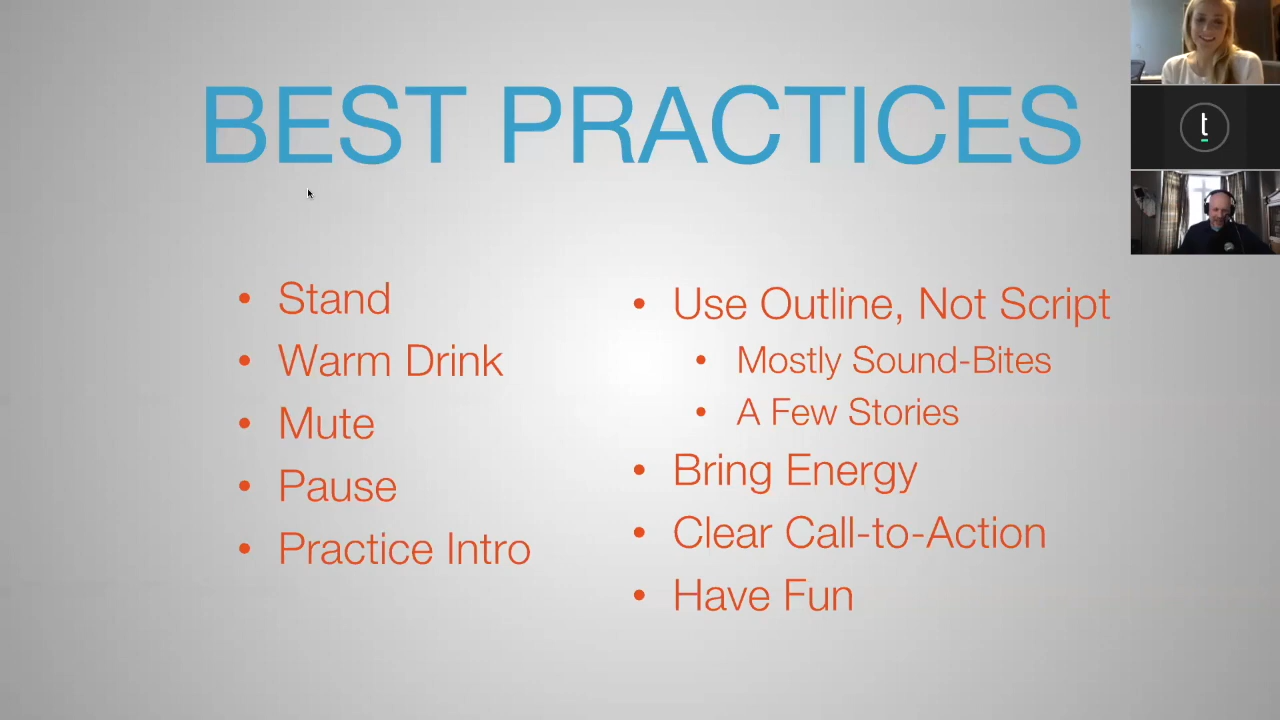 BEST PRACTICES
t
• Stand
• Warm Drink
• Mute
• Pause
• Practice Intro
• Use Outline, Not Script
• Mostly Sound-Bites
• A Few Stories
• Bring Energy
• Clear Call-to-Action
• Have Fun